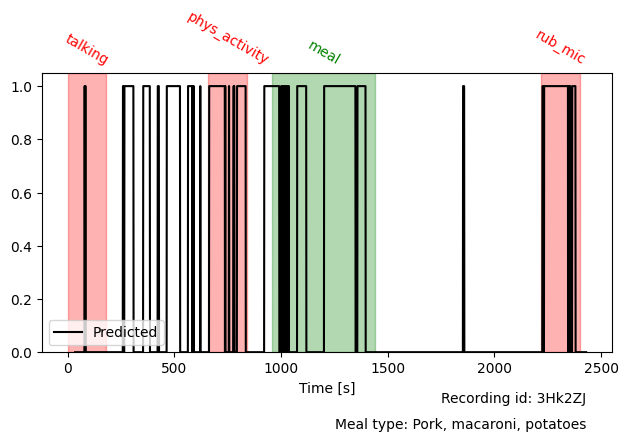 talking
phys_activity
meal
rub_mic
1.0
0.8
0.6
0.4
0.2
0.0
Predicted
0
500
1000
1500
2000
2500
Time [s]
Recording id: 3Hk2ZJ
Meal type: Pork, macaroni, potatoes